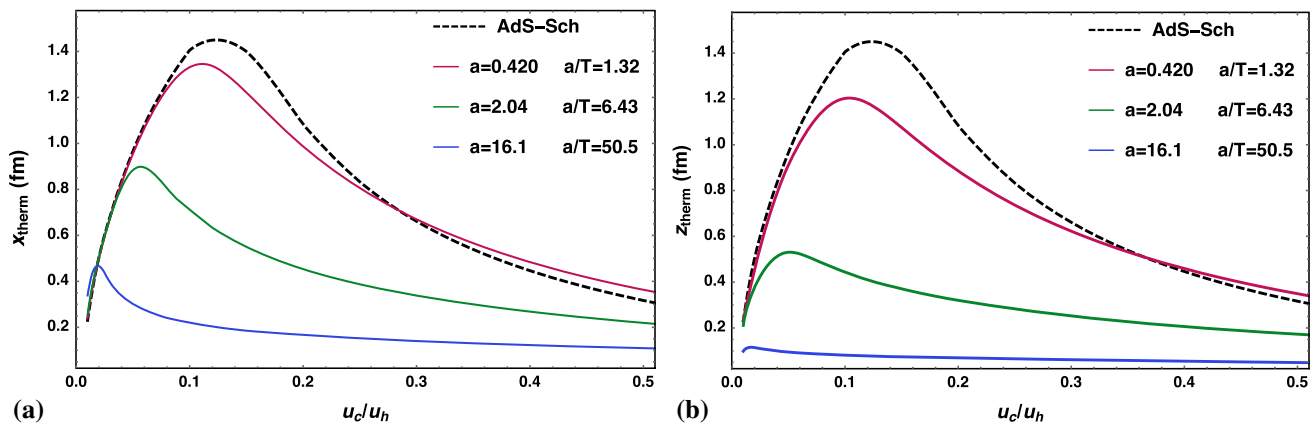 AdS–Sch
a=0.420 a/T=1.32
a=2.04 a/T=6.43
a=16.1 a/T=50.5
1.4
1.2
1.0
0.8
0.6
0.4
0.2
x_therm (fm)
0.0 0.1 0.2 0.3 0.4 0.5
(a) u_c/u_h
AdS–Sch
a=0.420 a/T=1.32
a=2.04 a/T=6.43
a=16.1 a/T=50.5
1.4
1.2
1.0
0.8
0.6
0.4
0.2
z_therm (fm)
0.0 0.1 0.2 0.3 0.4 0.5
(b) u_c/u_h